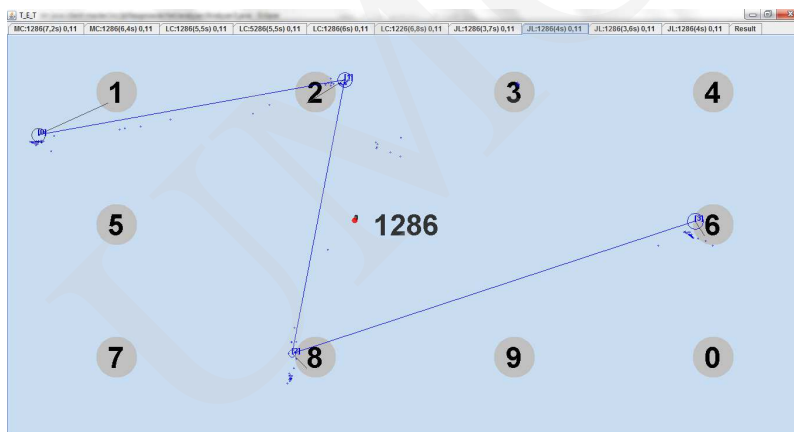 T_E_T
MC:1286(7,2s) 0,11 MC:1286(6,4s) 0,11 LC:1286(5,5s) 0,11 LC:5286(5,5s) 0,11 LC:1286(6s) 0,11 LC:1226(6,8s) 0,11 JL:1286(3,7s) 0,11 JL:1286(4s) 0,11 JL:1286(3,6s) 0,11 JL:1286(4s) 0,11 Result
1 2 3 4
5 1286 6
7 8 9 0